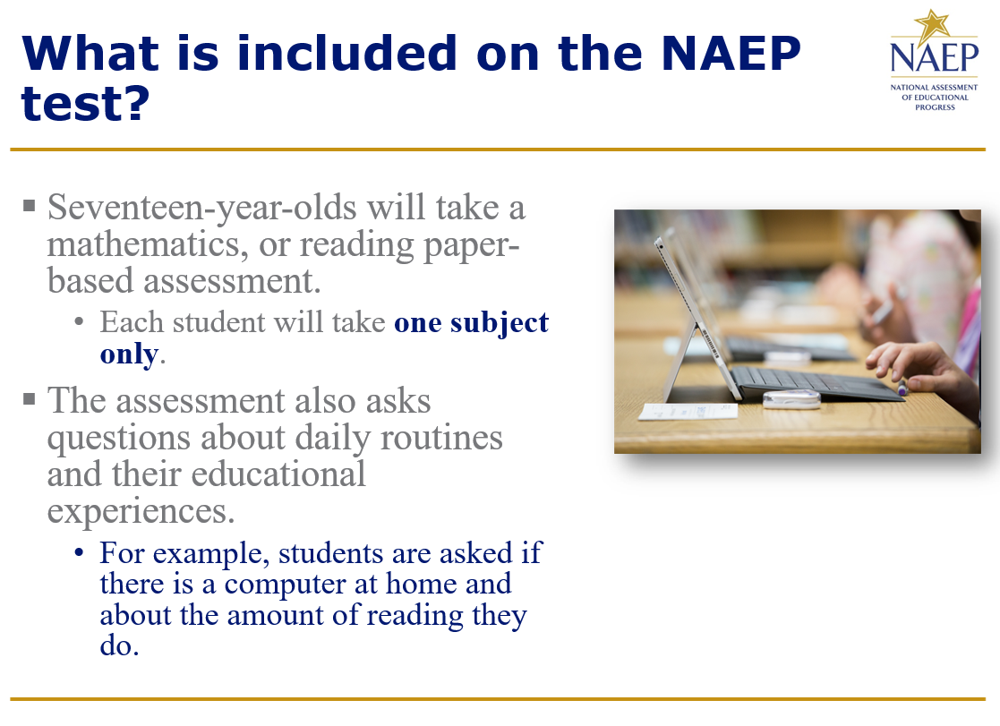 What is included on the NAEP
test?
NAEP
NATIONAL ASSESSMENT
OF EDUCATIONAL
PROGRESS
▪ Seventeen-year-olds will take a
mathematics, or reading paper-
based assessment.
• Each student will take one subject
only.
▪ The assessment also asks
questions about daily routines
and their educational
experiences.
• For example, students are asked if
there is a computer at home and
about the amount of reading they
do.